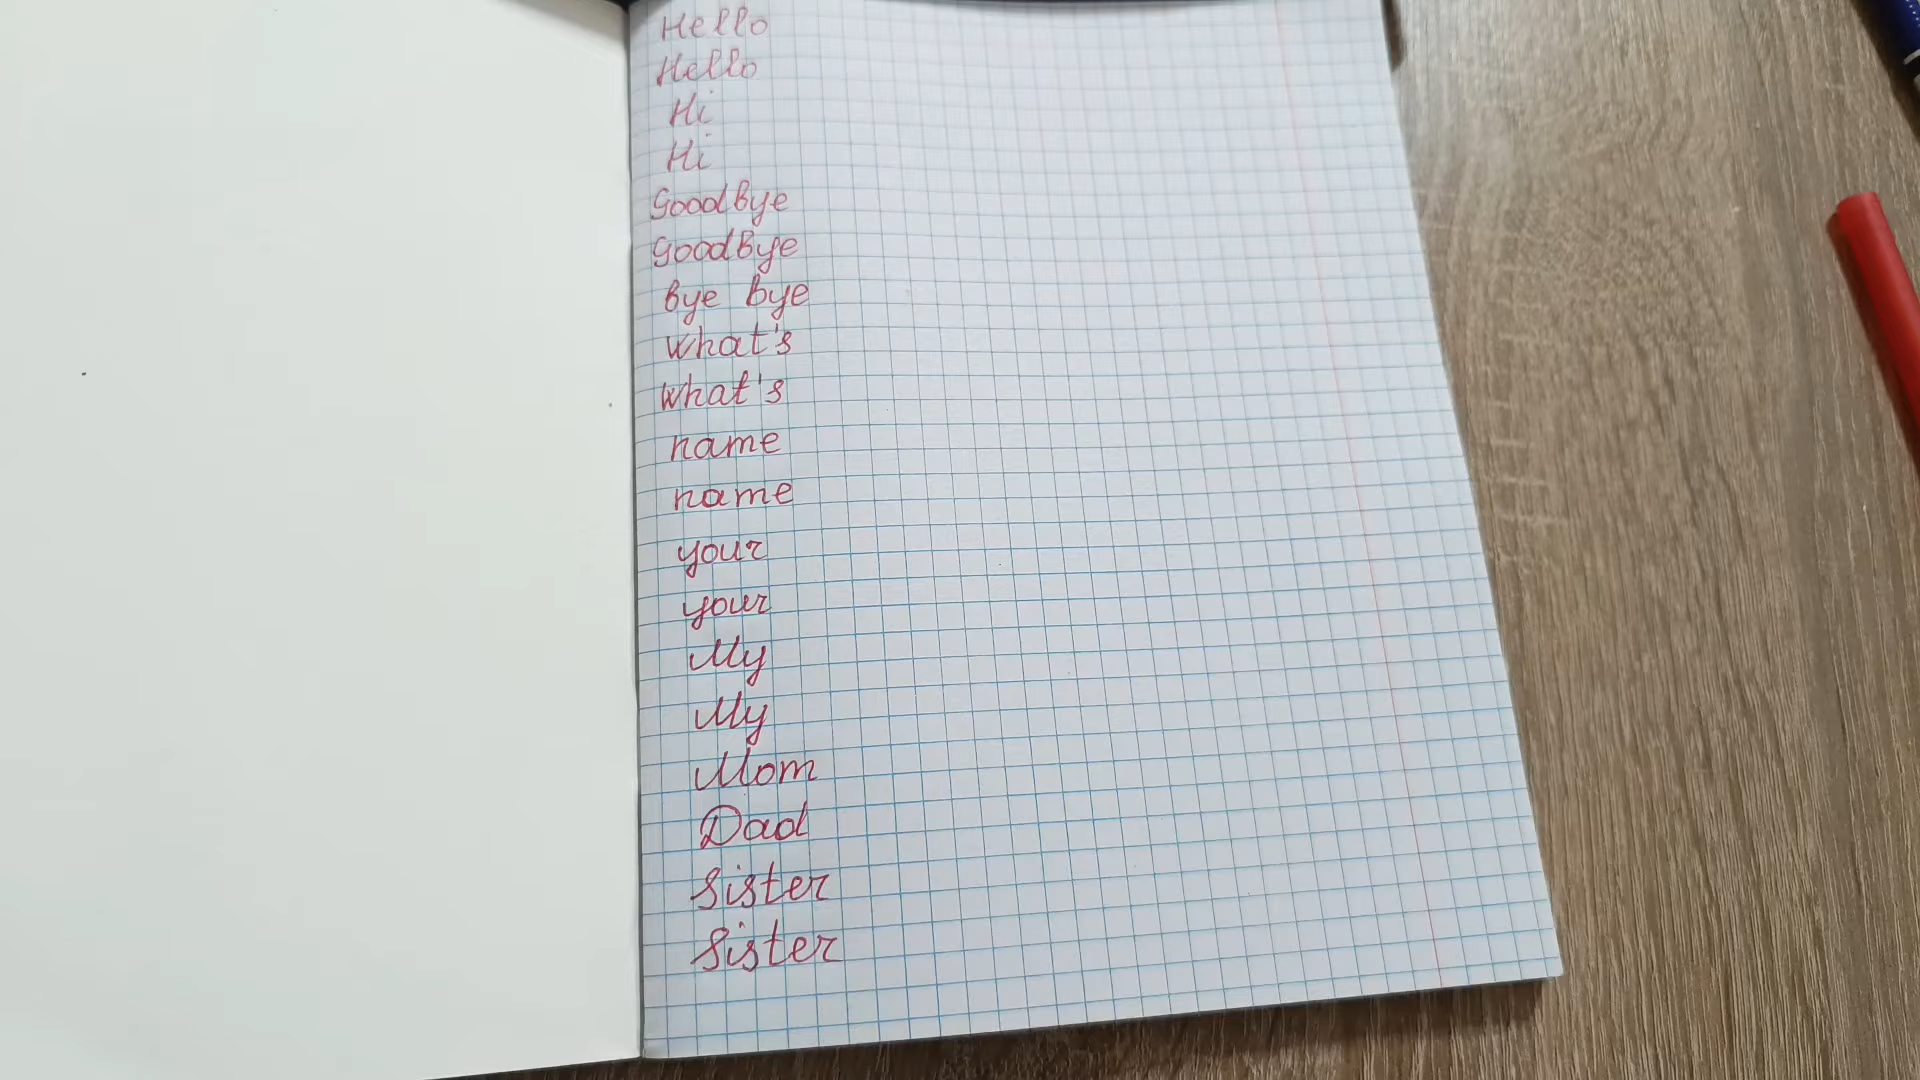 Hello
Hello
Hi
Hi
Goodbye
goodbye
bye bye
what's
what's
name
name
your
your
My
My
Mom
Dad
sister
sister